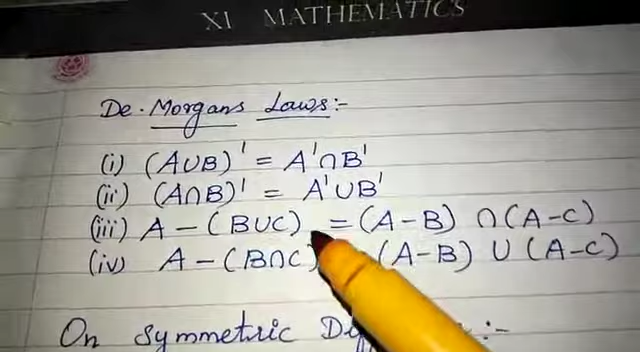 XI MATHEMATICS
De. Morgans Laws:-
(i) (A∪B)' = A'∩B'
(ii) (A∩B)' = A'∪B'
(iii) A - (B∪C) = (A-B) ∩ (A-C)
(iv) A - (B∩C) (A-B) ∪ (A-C)
On Symmetric :-